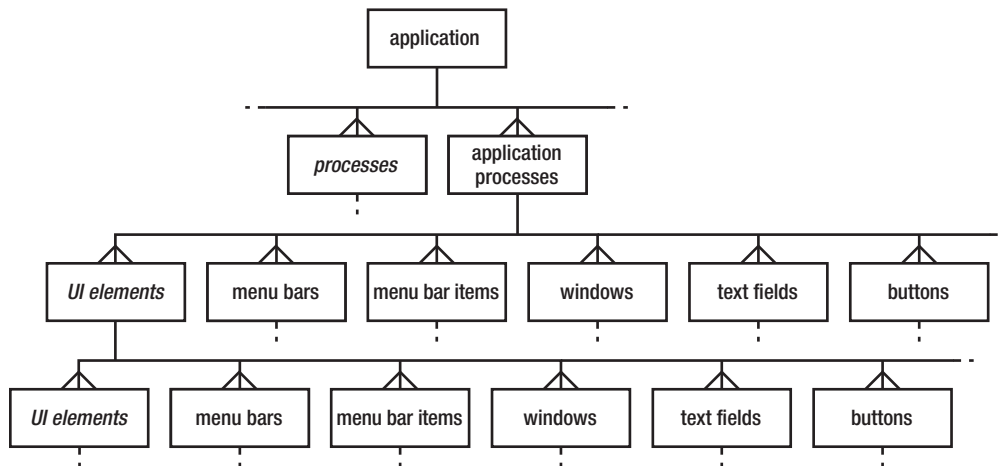 application
processes
application
processes
UI elements
menu bars
menu bar items
windows
text fields
buttons
UI elements
menu bars
menu bar items
windows
text fields
buttons